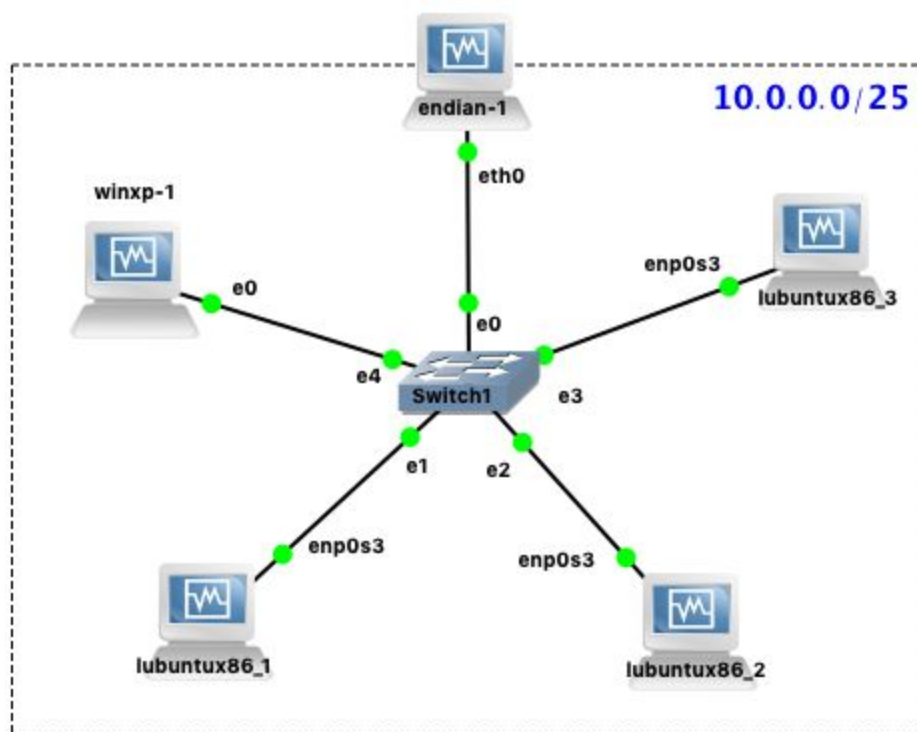 endian-1
10.0.0.0/25
eth0
winxp-1
enp0s3
lubuntux86_3
e0
e0
e4
Switch1
e3
e1
e2
enp0s3
enp0s3
lubuntux86_1
lubuntux86_2